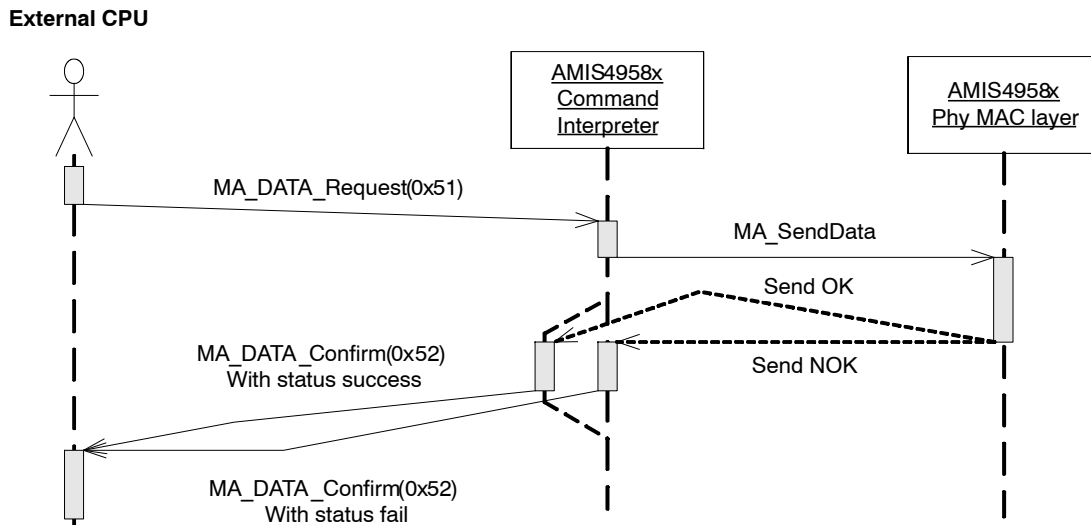 External CPU
AMIS4958x
Command
Interpreter
AMIS4958x
Phy MAC layer
MA_DATA_Request(0x51)
MA_SendData
Send OK
MA_DATA_Confirm(0x52)
With status success
Send NOK
MA_DATA_Confirm(0x52)
With status fail